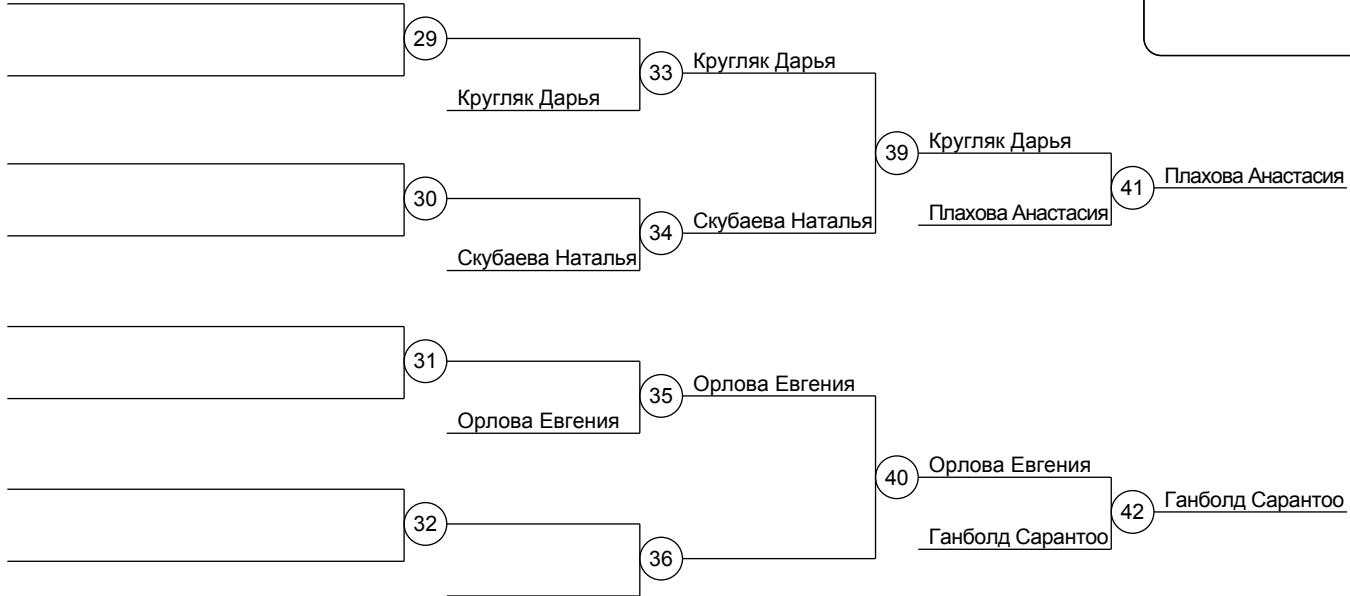 29
33
Кругляк Дарья
Кругляк Дарья
39
Кругляк Дарья
41
Плахова Анастасия
Плахова Анастасия
30
34
Скубаева Наталья
Скубаева Наталья
31
35
Орлова Евгения
Орлова Евгения
40
Орлова Евгения
42
Ганболд Сарантоо
Ганболд Сарантоо
32
36